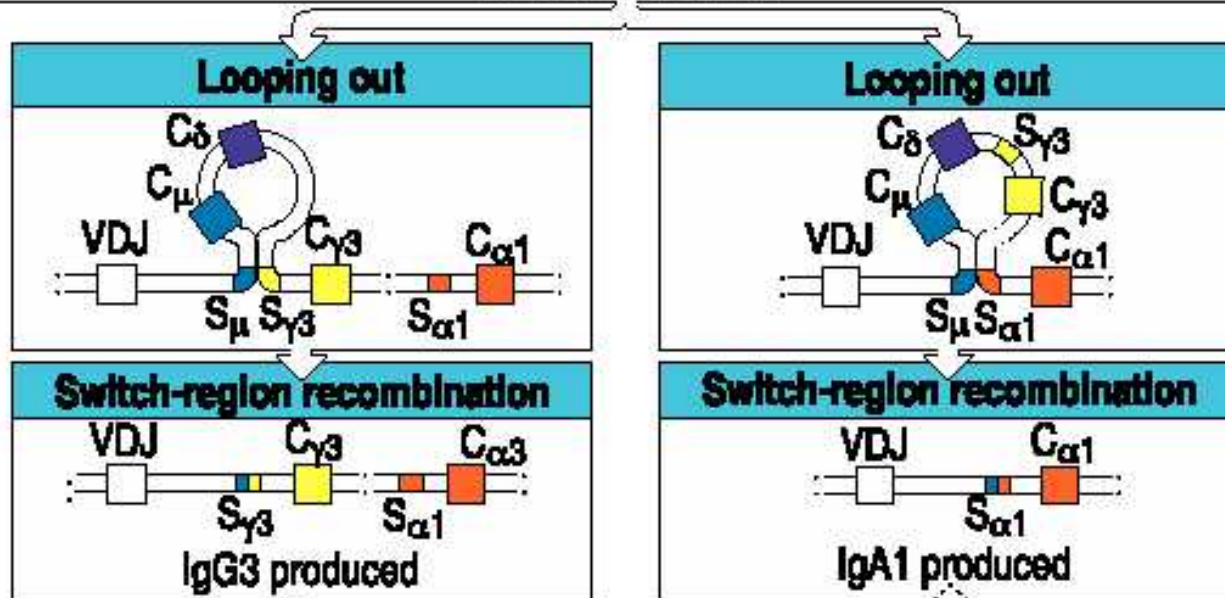 Looping out
Cδ
Cμ
VDJ
Cγ3
Cα1
Sμ Sγ3
Sα1
Switch-region recombination
VDJ
Cγ3
Cα3
Sγ3
Sα1
IgG3 produced
Looping out
Cδ
Sγ3
Cμ
Cγ3
VDJ
Cα1
Sμ Sα1
Switch-region recombination
VDJ
Cα1
Sα1
IgA1 produced